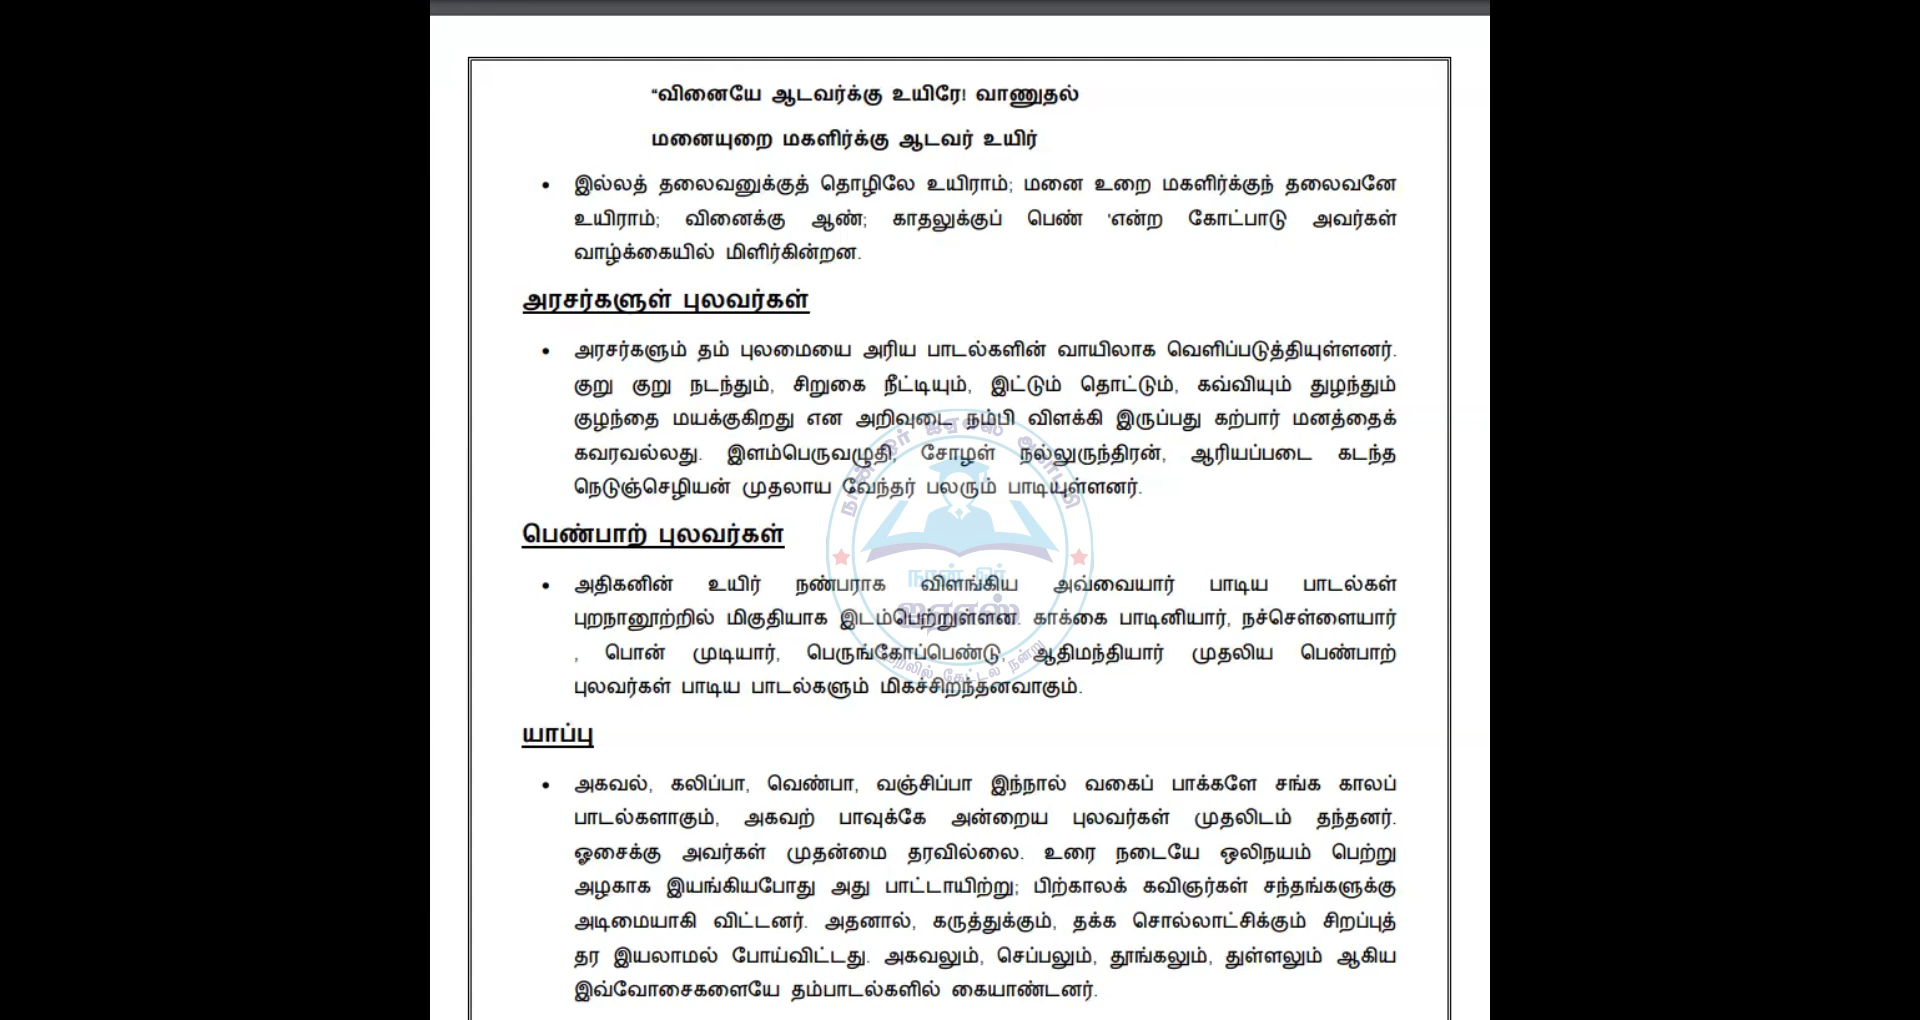 “வினையே ஆடவர்க்கு உயிரே! வாணுதல்
மனையுறை மகளிர்க்கு ஆடவர் உயிர்
• இல்லத் தலைவனுக்குத் தொழிலே உயிராம்; மனை உறை மகளிர்க்குந் தலைவனே
உயிராம்; வினைக்கு ஆண்; காதலுக்குப் பெண் 'என்ற கோட்பாடு அவர்கள்
வாழ்க்கையில் மிளிர்கின்றன.
அரசர்களுள் புலவர்கள்
• அரசர்களும் தம் புலமையை அரிய பாடல்களின் வாயிலாக வெளிப்படுத்தியுள்ளனர்.
குறு குறு நடந்தும், சிறுகை நீட்டியும், இட்டும் தொட்டும், கவ்வியும் துழந்தும்
குழந்தை மயக்குகிறது என அறிவுடை நம்பி விளக்கி இருப்பது கற்பார் மனத்தைக்
கவரவல்லது. இளம்பெருவழுதி, சோழள் நல்லுருந்திரன், ஆரியப்படை கடந்த
நெடுஞ்செழியன் முதலாய வேந்தர் பலரும் பாடியுள்ளனர்.
பெண்பாற் புலவர்கள்
• அதிகனின் உயிர் நண்பராக விளங்கிய அவ்வையார் பாடிய பாடல்கள்
புறநானூற்றில் மிகுதியாக இடம்பெற்றுள்ளன. காக்கை பாடினியார், நச்செள்ளையார்
, பொன் முடியார், பெருங்கோப்பெண்டு, ஆதிமந்தியார் முதலிய பெண்பாற்
புலவர்கள் பாடிய பாடல்களும் மிகச்சிறந்தனவாகும்.
யாப்பு
• அகவல், கலிப்பா, வெண்பா, வஞ்சிப்பா இந்நால் வகைப் பாக்களே சங்க காலப்
பாடல்களாகும், அகவற் பாவுக்கே அன்றைய புலவர்கள் முதலிடம் தந்தனர்.
ஓசைக்கு அவர்கள் முதன்மை தரவில்லை. உரை நடையே ஒலிநயம் பெற்று
அழகாக இயங்கியபோது அது பாட்டாயிற்று; பிற்காலக் கவிஞர்கள் சந்தங்களுக்கு
அடிமையாகி விட்டனர். அதனால், கருத்துக்கும், தக்க சொல்லாட்சிக்கும் சிறப்புத்
தர இயலாமல் போய்விட்டது. அகவலும், செப்பலும், தூங்கலும், துள்ளலும் ஆகிய
இவ்வோசைகளையே தம்பாடல்களில் கையாண்டனர்.
நான் ஓர்
ஐஏஎஸ்